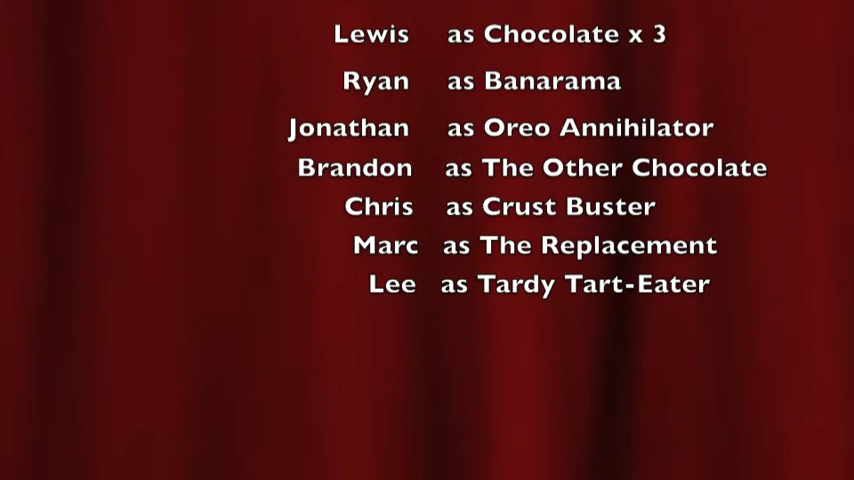 Lewis as Chocolate x 3
Ryan as Banarama
Jonathan as Oreo Annihilator
Brandon as The Other Chocolate
Chris as Crust Buster
Marc as The Replacement
Lee as Tardy Tart-Eater